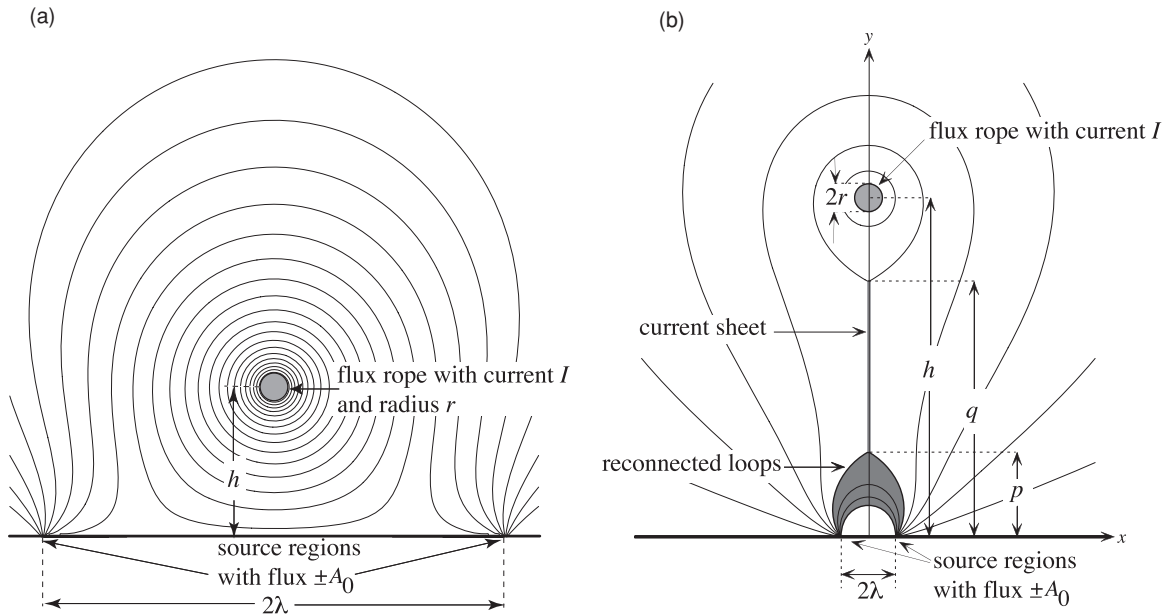 (a)
flux rope with current I
and radius r
h
source regions
with flux ±A₀
2λ
(b)
y
flux rope with current I
2r
current sheet
h
q
reconnected loops
p
x
source regions
with flux ±A₀
2λ